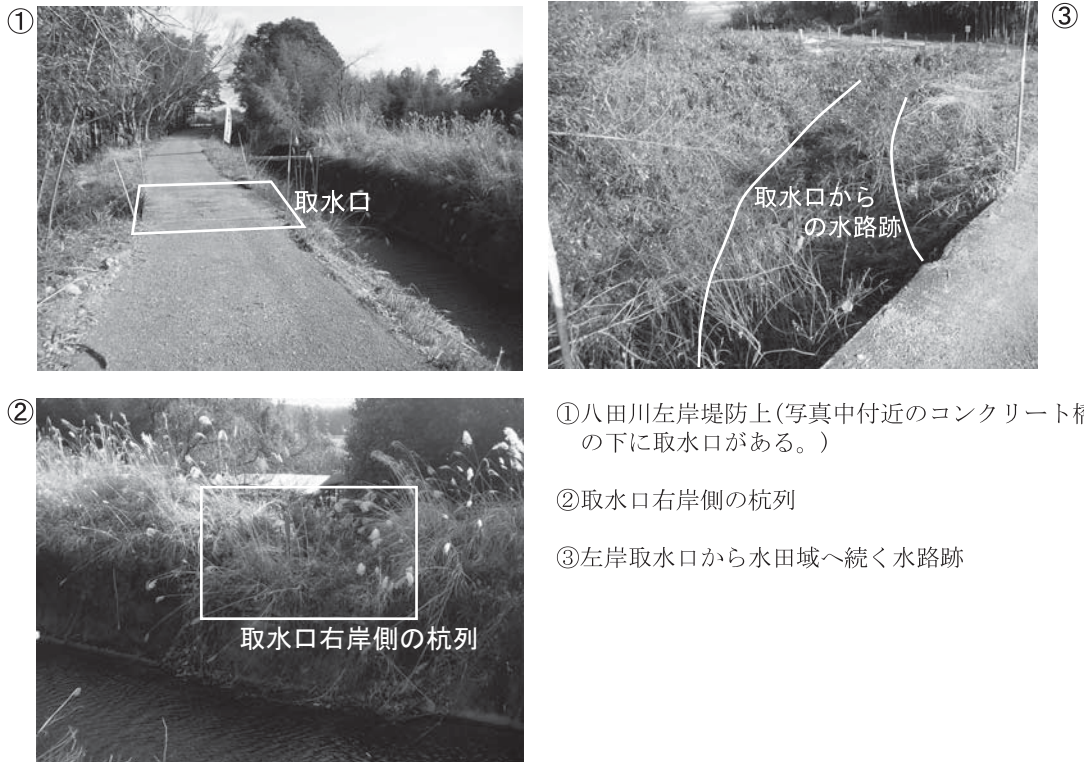 ①
取水口
③
取水口から
の水路跡
②
取水口右岸側の杭列
①八田川左岸堤防上(写真中付近のコンクリート橋
の下に取水口がある。)
②取水口右岸側の杭列
③左岸取水口から水田域へ続く水路跡